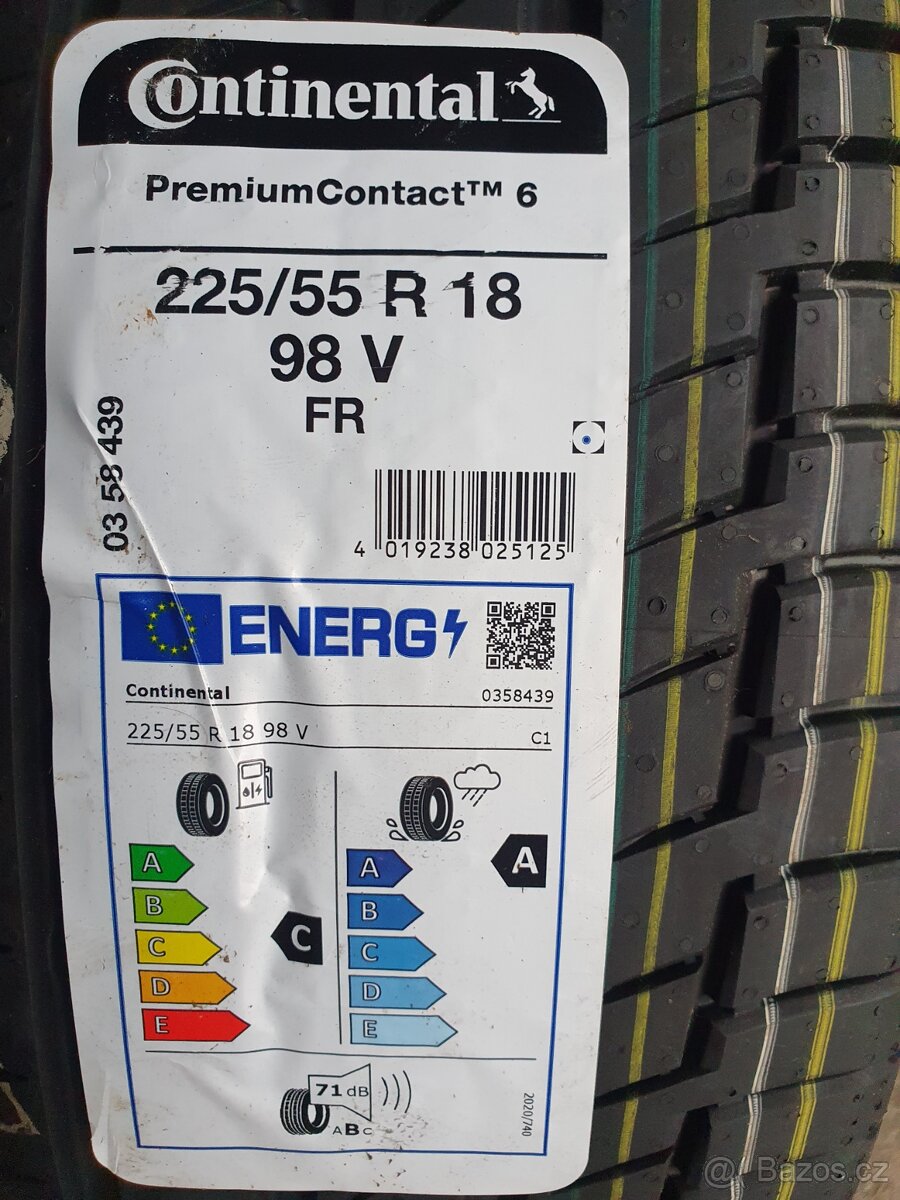 Continental
PremiumContact™ 6
225/55 R 18
98 V
FR
03 58 439
4 019238 025125
ENERG
Continental 0358439
225/55 R 18 98 V C1
A A
A
B B
C C C
D D
E E
71 dB
ABC
2020/740
@ Bazos.cz